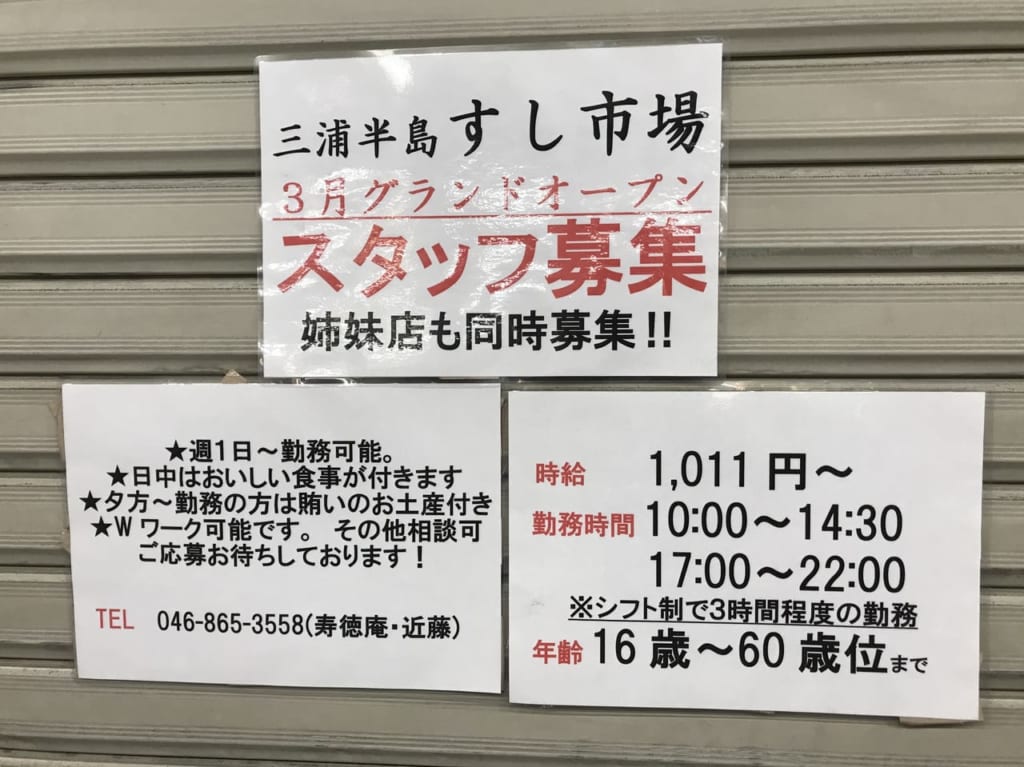 三浦半島すし市場
3月グランドオープン
スタッフ募集
姉妹店も同時募集!!
★週1日～勤務可能。
★日中はおいしい食事が付きます
★夕方～勤務の方は賄いのお土産付き
★Wワーク可能です。 その他相談可
ご応募お待ちしております!
TEL 046-865-3558(寿徳庵・近藤)
時給 1,011 円～
勤務時間 10:00～14:30
17:00～22:00
※シフト制で3時間程度の勤務
年齢 16 歳～60 歳位まで